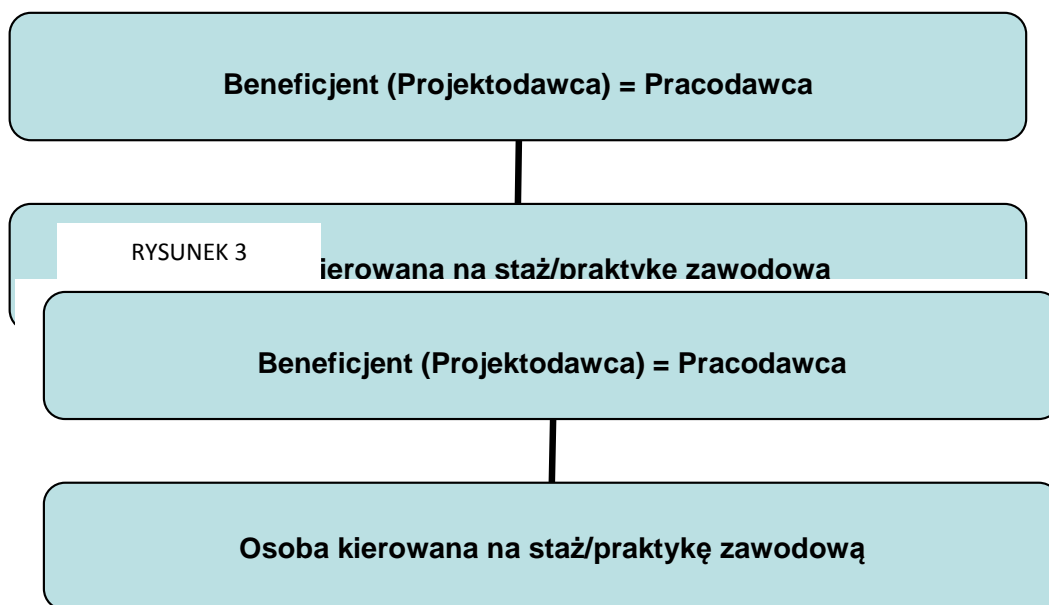 Beneficjent (Projektodawca) = Pracodawca
RYSUNEK 3
ierowana na staż/praktykę zawodową
Beneficjent (Projektodawca) = Pracodawca
Osoba kierowana na staż/praktykę zawodową